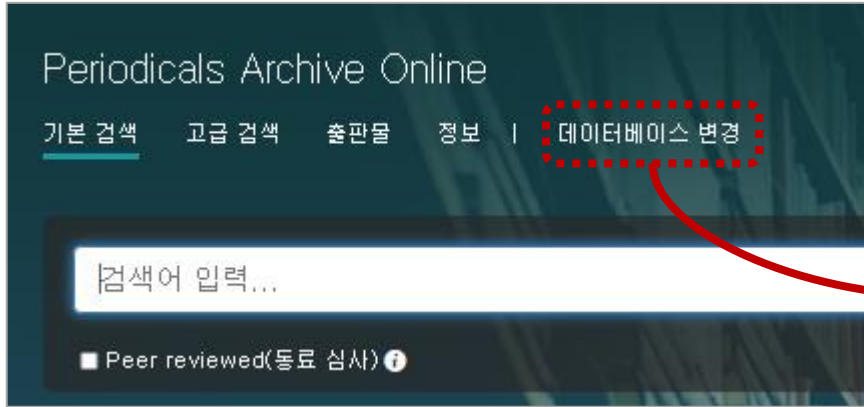 Periodicals Archive Online
기본 검색 고급 검색 출판물 정보 | 데이터베이스 변경
검색어 입력...
Peer reviewed(동료 심사)